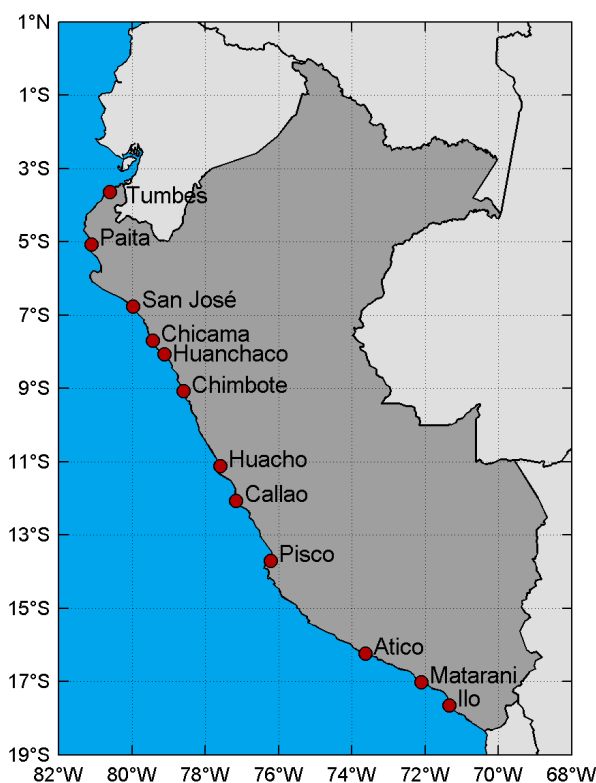 1°N
1°S
3°S
Tumbes
5°S
Paita
7°S
San José
Chicama
Huanchaco
9°S
Chimbote
11°S
Huacho
Callao
13°S
Pisco
15°S
Atico
17°S
Matarani
Ilo
19°S
82°W 80°W 78°W 76°W 74°W 72°W 70°W 68°W